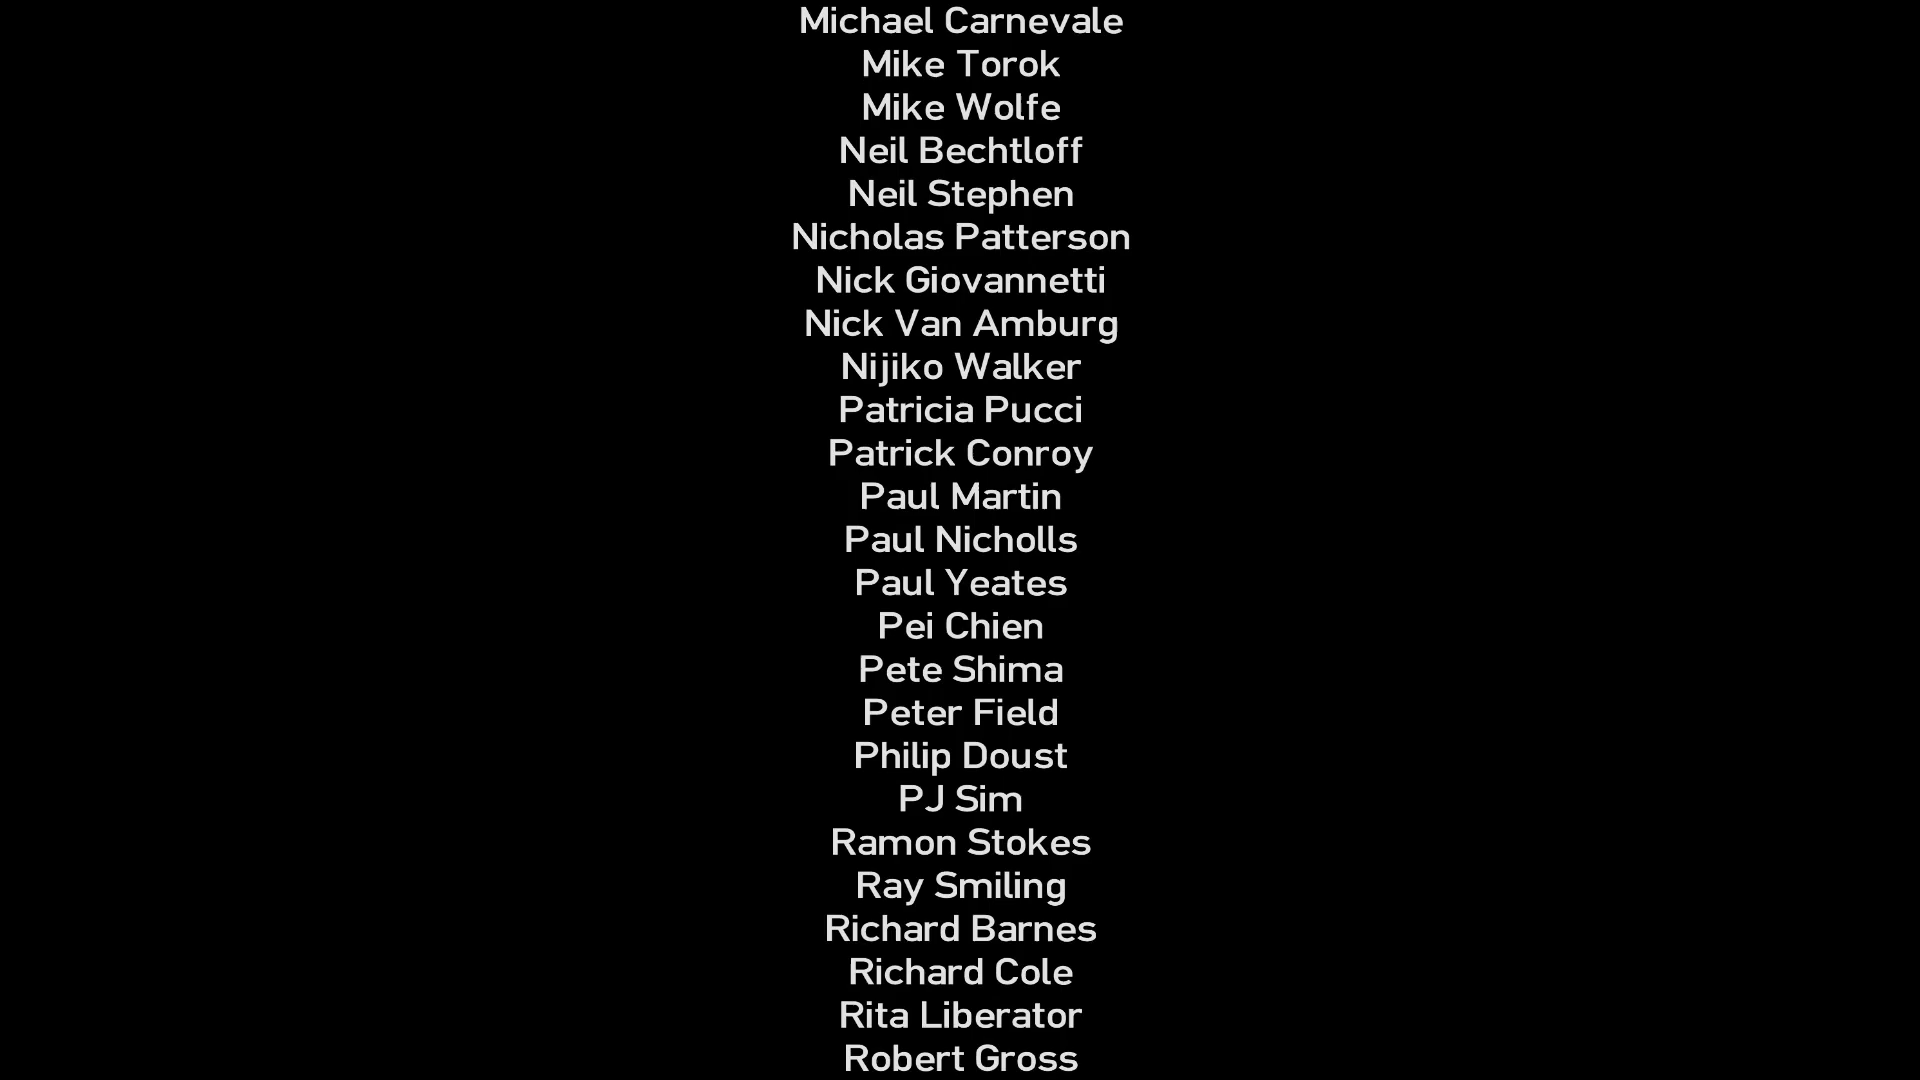 Michael Carnevale
Mike Torok
Mike Wolfe
Neil Bechtloff
Neil Stephen
Nicholas Patterson
Nick Giovannetti
Nick Van Amburg
Nijiko Walker
Patricia Pucci
Patrick Conroy
Paul Martin
Paul Nicholls
Paul Yeates
Pei Chien
Pete Shima
Peter Field
Philip Doust
PJ Sim
Ramon Stokes
Ray Smiling
Richard Barnes
Richard Cole
Rita Liberator
Robert Gross